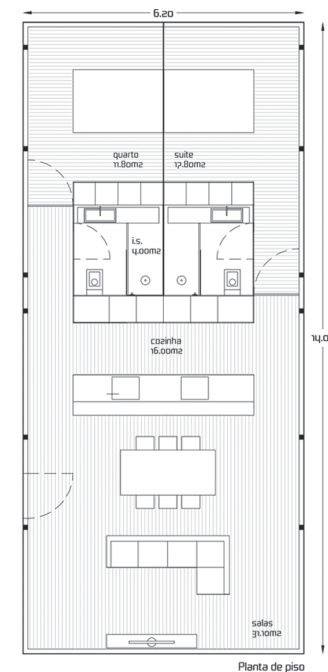 6.20
quarto
11.80m2
suite
17.80m2
i.s.
4.00m2
cozinha
16.00m2
14.0
salas
31.10m2
Planta de piso